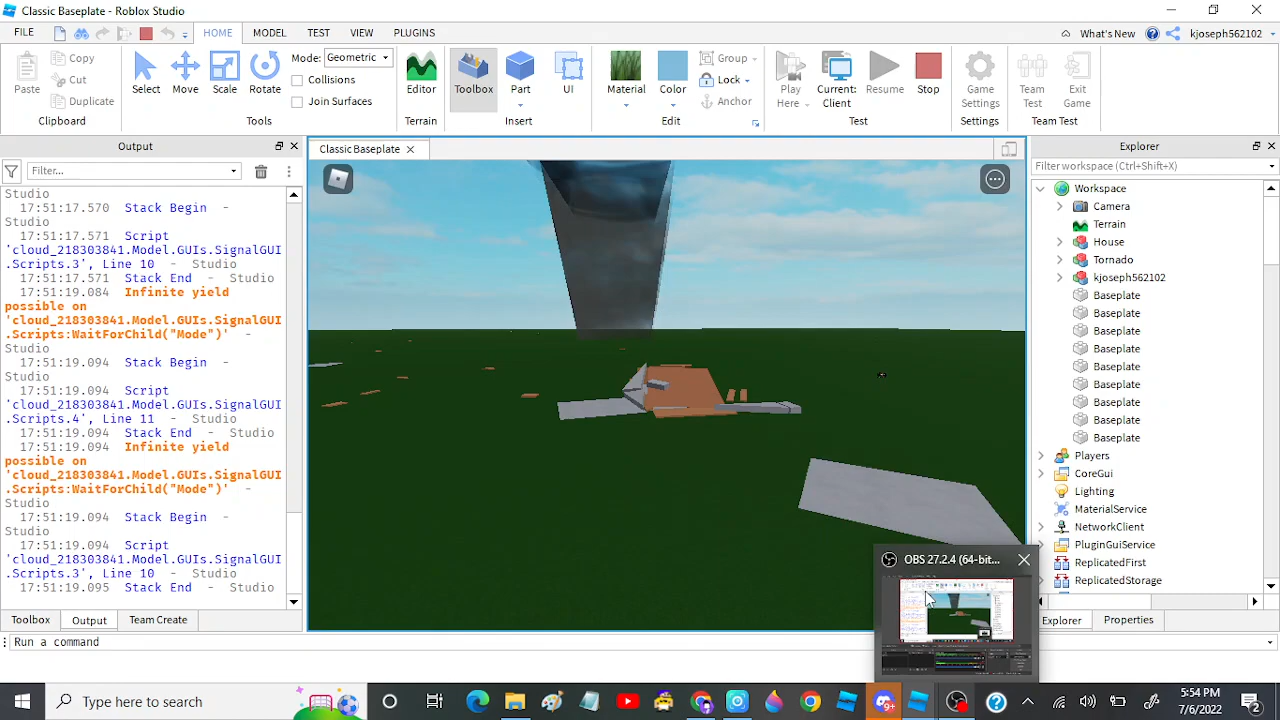 Classic Baseplate - Roblox Studio
FILE HOME MODEL TEST VIEW PLUGINS What's New kjoseph562102
Paste Copy Cut Duplicate
Clipboard
Select Move Scale Rotate
Mode: Geometric
Collisions
Join Surfaces
Tools
Editor
Terrain
Toolbox Part UI
Insert
Material Color Group Lock Anchor
Edit
Play Here Current: Client Resume Stop
Test
Game Settings
Settings
Team Test Exit Game
Team Test
Output
Filter...
Studio
17:51:17.570 Stack Begin -
Studio
17:51:17.571 Script
'cloud_218303841.Model.GUIs.SignalGUI
.Scripts.3', Line 10 - Studio
17:51:17.571 Stack End - Studio
17:51:19.084 Infinite yield
possible on
'cloud_218303841.Model.GUIs.SignalGUI
.Scripts:WaitForChild("Mode")' -
Studio
17:51:19.094 Stack Begin -
Studio
17:51:19.094 Script
'cloud_218303841.Model.GUIs.SignalGUI
.Scripts.4', Line 11 - Studio
17:51:19.094 Stack End - Studio
17:51:19.094 Infinite yield
possible on
'cloud_218303841.Model.GUIs.SignalGUI
.Scripts:WaitForChild("Mode")' -
Studio
17:51:19.094 Stack Begin -
Studio
17:51:19.094 Script
'cloud_218303841.Model.GUIs.SignalGUI
.Scripts.3', Line 10 - Studio
17:51:19.095 Stack End - Studio
Toolbox Output Team Create
Run a command
Classic Baseplate
Explorer
Filter workspace (Ctrl+Shift+X)
Workspace
Camera
Terrain
House
Tornado
kjoseph562102
Baseplate
Baseplate
Baseplate
Baseplate
Baseplate
Baseplate
Baseplate
Baseplate
Baseplate
Players
CoreGui
Lighting
MaterialService
NetworkClient
PluginGuiService
ReplicatedFirst
ReplicatedStorage
Explorer Properties
OBS 27.2.4 (64-bit...
Type here to search
5:54 PM
7/6/2022
2